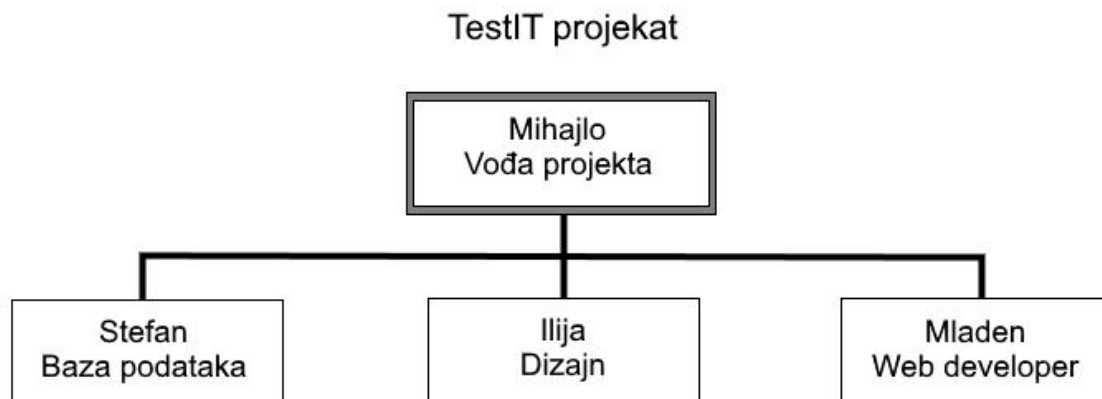 TestIT projekat
Mihajlo
Vođa projekta
Stefan
Baza podataka
Ilija
Dizajn
Mladen
Web developer